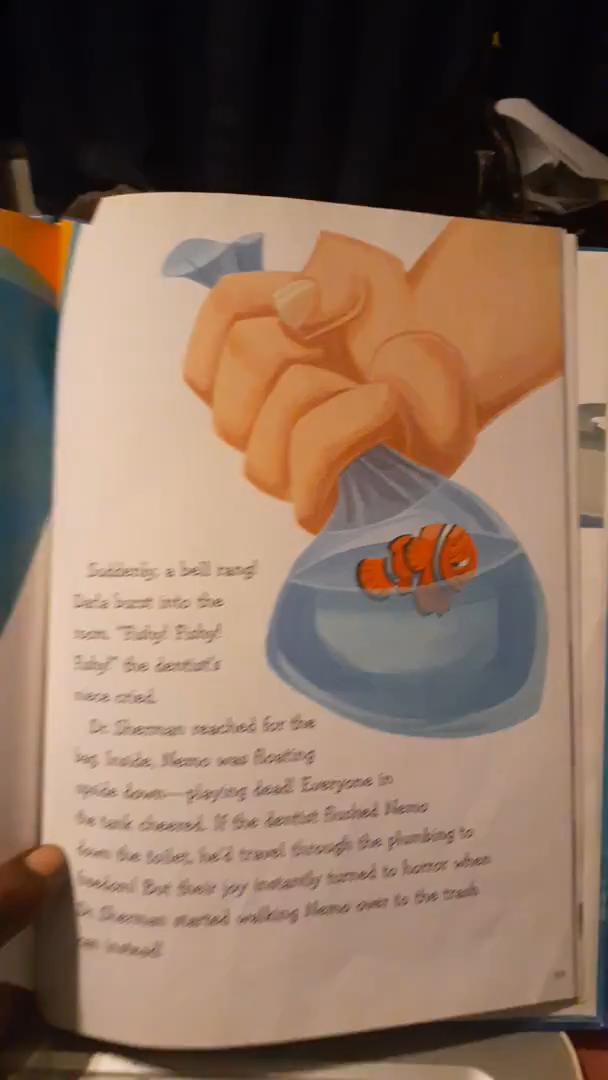 Suddenly, a bell rang!
Darla burst into the
room. "Fishy! Fishy!
Fishy!" the dentist's
niece cried.
Dr. Sherman reached for the
bag. Inside, Nemo was floating
upside down—playing dead! Everyone in
the tank cheered. If the dentist flushed Nemo
down the toilet, he'd travel through the plumbing to
freedom! But their joy instantly turned to horror when
Dr. Sherman started walking Nemo over to the trash
can instead!